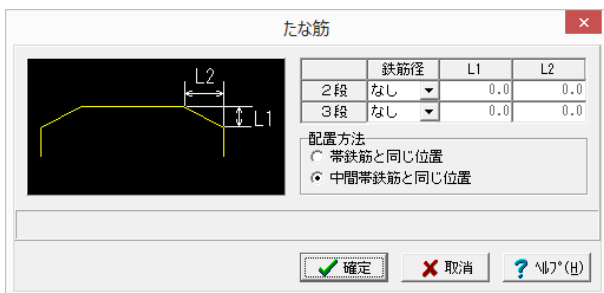 たな筋
×
L2
L1
鉄筋径 L1 L2
2段 なし 0.0 0.0
3段 なし 0.0 0.0
配置方法
帯鉄筋と同じ位置
中間帯鉄筋と同じ位置
確定 取消 ? ﾍﾙﾌﾟ(H)